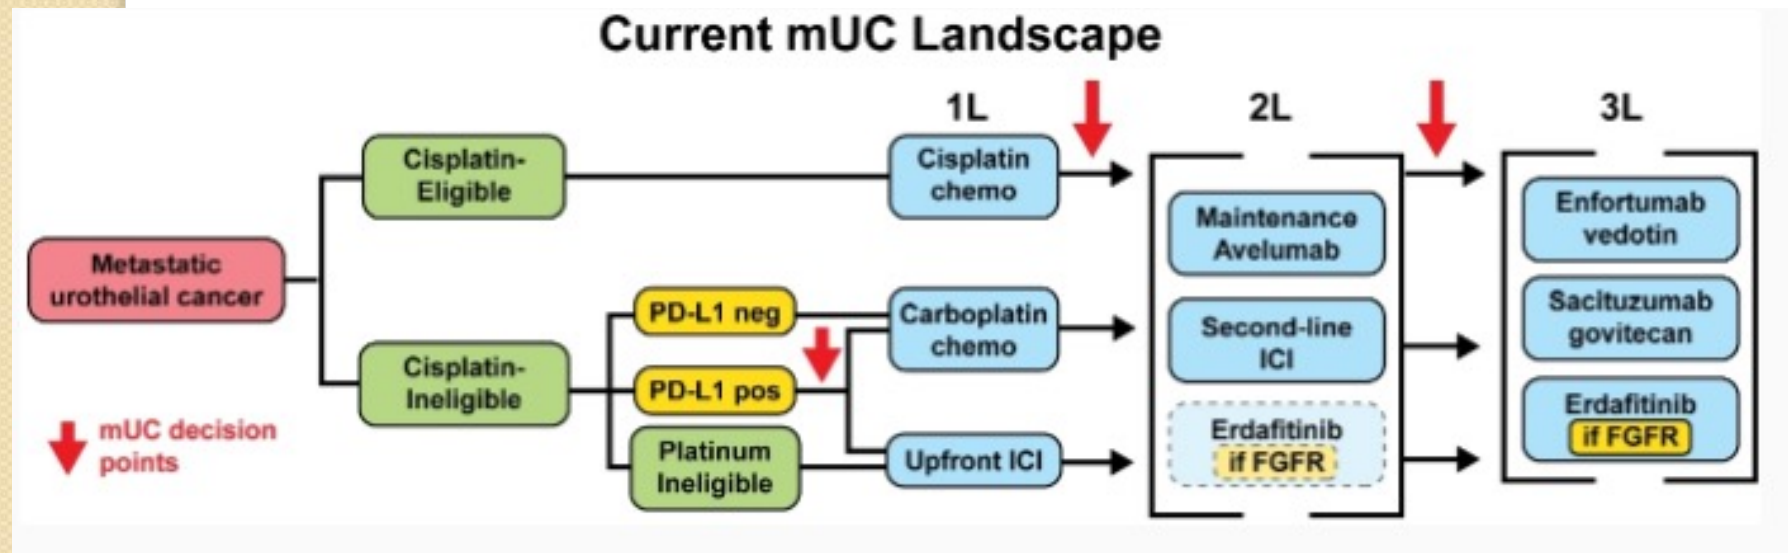 Current mUC Landscape
1L
2L
3L
Cisplatin-
Eligible
Cisplatin
chemo
Metastatic
urothelial cancer
Cisplatin-
Ineligible
PD-L1 neg
PD-L1 pos
Platinum
Ineligible
Carboplatin
chemo
Upfront ICI
Maintenance
Avelumab
Second-line
ICI
Erdafitinib
if FGFR
Enfortumab
vedotin
Sacituzumab
govitecan
Erdafitinib
if FGFR
mUC decision
points